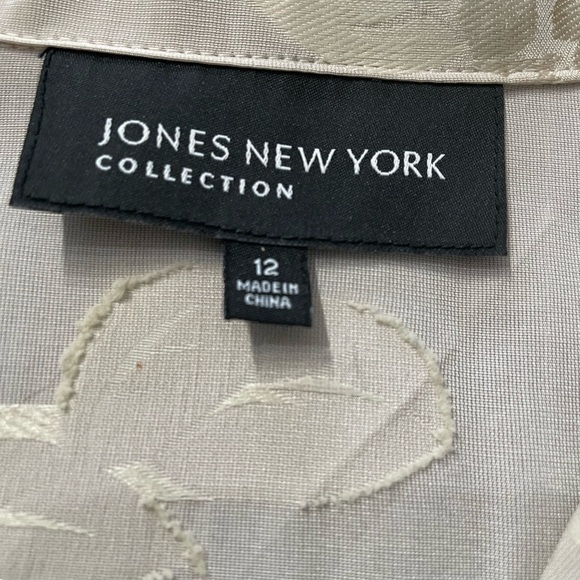 JONES NEW YORK
COLLECTION
12
MADE IN
CHINA